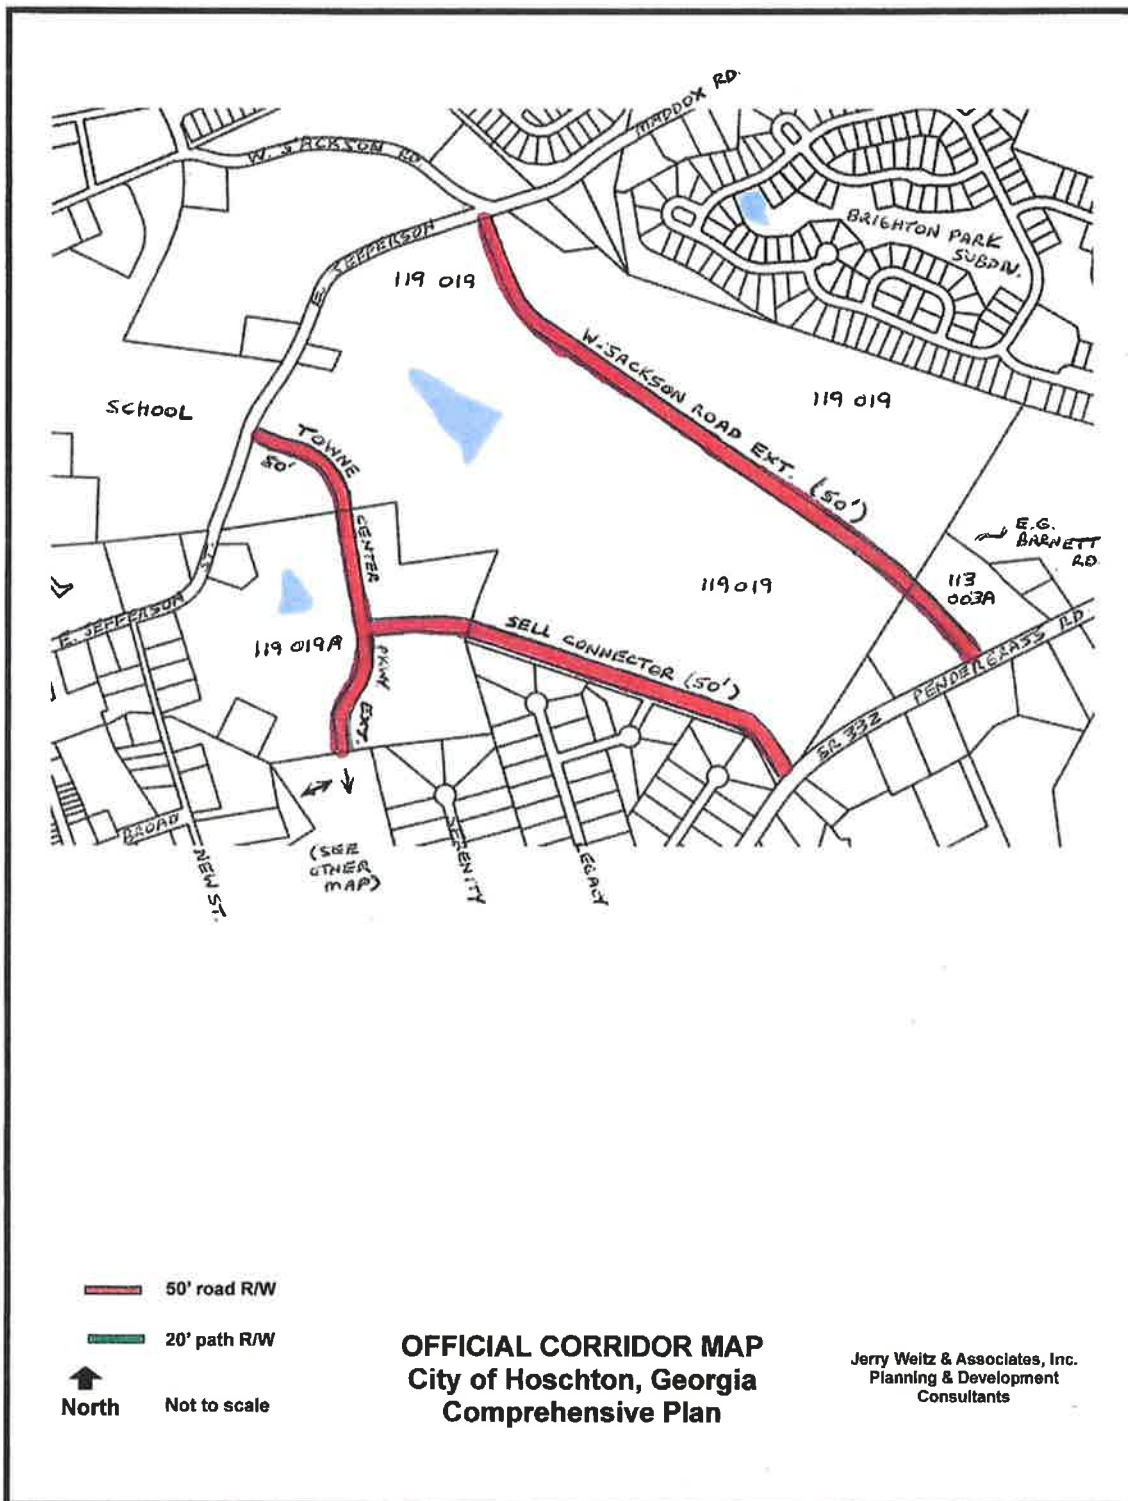 MADDOX RD.
W. JACKSON RD.
E. JEFFERSON
119 019
BRIGHTON PARK
SUBDN.
W. JACKSON ROAD EXT. (50')
119 019
SCHOOL
TOWNE
50'
CENTER
E.G.
BARNETT
RD
119 019
113
003A
E. JEFFERSON
119 019A
SELL CONNECTOR (50')
PKWY
EXT.
SR 332 PENDERGRASS RD.
BROAD
NEW ST.
(SEE
OTHER
MAP)
SERENITY
LEGACY
50' road R/W
20' path R/W
North
Not to scale
OFFICIAL CORRIDOR MAP
City of Hoschton, Georgia
Comprehensive Plan
Jerry Weitz & Associates, Inc.
Planning & Development
Consultants